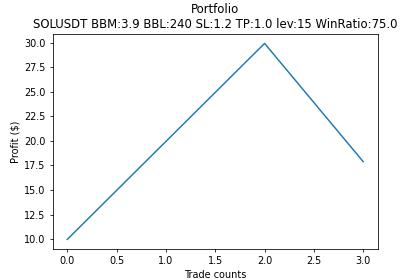 Portfolio
SOLUSDT BBM:3.9 BBL:240 SL:1.2 TP:1.0 lev:15 WinRatio:75.0
30.0
27.5
25.0
22.5
20.0
17.5
15.0
12.5
10.0
Profit ($)
0.0 0.5 1.0 1.5 2.0 2.5 3.0
Trade counts